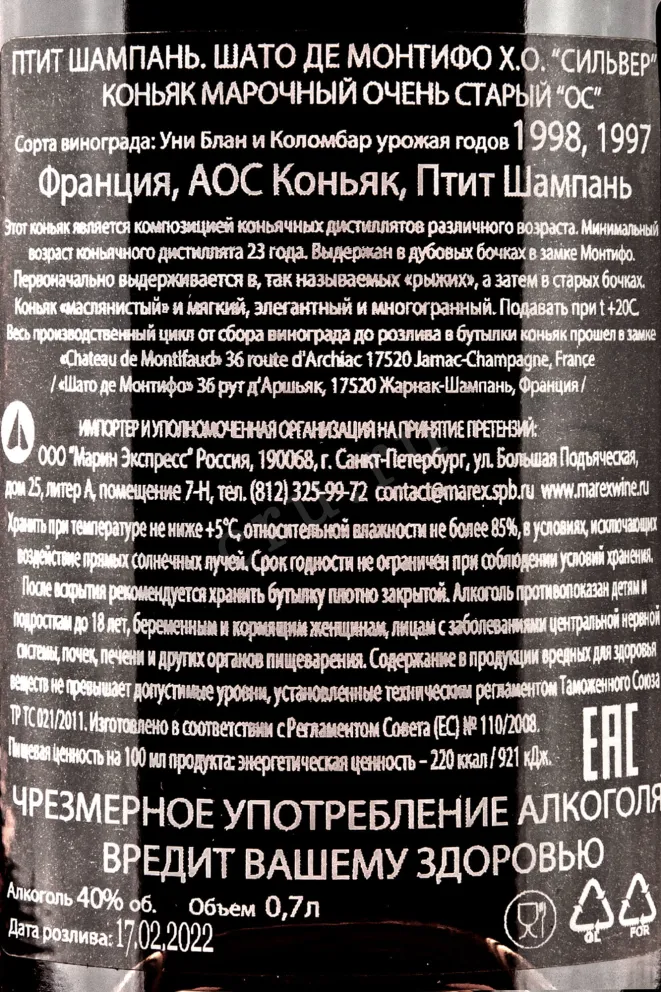 ПТИТ ШАМПАНЬ. ШАТО ДЕ МОНТИФО Х.О. "СИЛЬВЕР"
КОНЬЯК МАРОЧНЫЙ ОЧЕНЬ СТАРЫЙ "ОС"
Сорта винограда: Уни Блан и Коломбар урожая годов 1998, 1997
Франция, АОС Коньяк, Птит Шампань
Этот коньяк является композицией коньячных дистиллятов различного возраста. Минимальный
возраст коньячного дистиллята 23 года. Выдержан в дубовых бочках в замке Монтифо.
Первоначально выдерживается в, так называемых «рыжих», а затем в старых бочках.
Коньяк «маслянистый» и мягкий, элегантный и многогранный. Подавать при t +20С.
Весь производственный цикл от сбора винограда до розлива в бутылки коньяк прошел в замке
«Chateau de Montifaud» 36 route d'Archiac 17520 Jarnac-Champagne, France
/ «Шато де Монтифо» 36 рут д'Аршьяк, 17520 Жарнак-Шампань, Франция /
ИМПОРТЕР И УПОЛНОМОЧЕННАЯ ОРГАНИЗАЦИЯ НА ПРИНЯТИЕ ПРЕТЕНЗИЙ:
ООО "Марин Экспресс" Россия, 190068, г. Санкт-Петербург, ул. Большая Подъяческая,
дом 25, литер А, помещение 7-Н, тел. (812) 325-99-72 contact@marex.spb.ru www.marexwine.ru
Хранить при температуре не ниже +5°С, относительной влажности не более 85%, в условиях, исключающих
воздействие прямых солнечных лучей. Срок годности не ограничен при соблюдении условий хранения.
После вскрытия рекомендуется хранить бутылку плотно закрытой. Алкоголь противопоказан детям и
подросткам до 18 лет, беременным и кормящим женщинам, лицам с заболеваниями центральной нервной
системы, почек, печени и других органов пищеварения. Содержание в продукции вредных для здоровья
веществ не превышает допустимые уровни, установленные техническим регламентом Таможенного Союза
ТР ТС 021/2011. Изготовлено в соответствии с Регламентом Совета (ЕС) № 110/2008.
Пищевая ценность на 100 мл продукта: энергетическая ценность – 220 ккал / 921 кДж.
ЕАС
ЧРЕЗМЕРНОЕ УПОТРЕБЛЕНИЕ АЛКОГОЛЯ
ВРЕДИТ ВАШЕМУ ЗДОРОВЬЮ
Алкоголь 40% об. Объем 0,7л
Дата розлива: 17.02.2022
GL
FOR